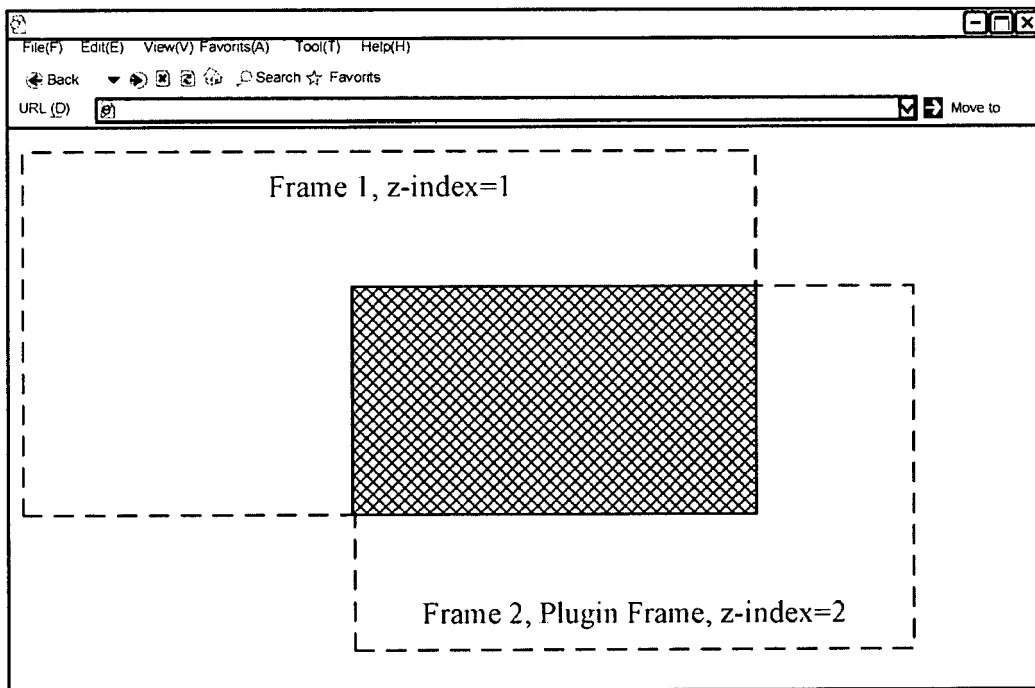 File(F) Edit(E) View(V) Favorits(A) Tool(T) Help(H)
Back Search Favorits
URL (D) Move to
Frame 1, z-index=1
Frame 2, Plugin Frame, z-index=2